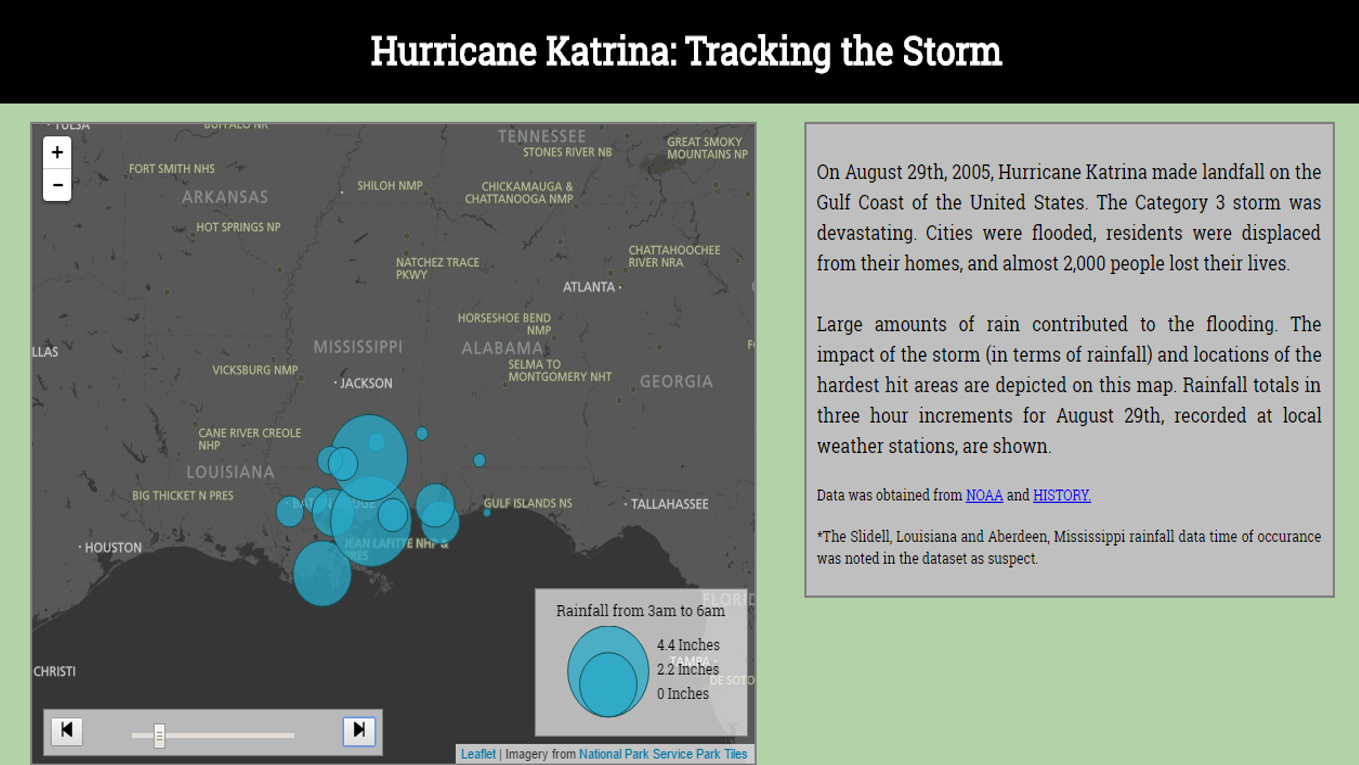 Hurricane Katrina: Tracking the Storm
TULSA
BUFFALO NR
TENNESSEE
STONES RIVER NB
GREAT SMOKY
MOUNTAINS NP
+
−
FORT SMITH NHS
ARKANSAS
SHILOH NMP
CHICKAMAUGA &
CHATTANOOGA NMP
HOT SPRINGS NP
NATCHEZ TRACE
PKWY
CHATTAHOOCHEE
RIVER NRA
ATLANTA
HORSESHOE BEND
NMP
LLAS
MISSISSIPPI
ALABAMA
VICKSBURG NMP
JACKSON
SELMA TO
MONTGOMERY NHT
GEORGIA
CANE RIVER CREOLE
NHP
LOUISIANA
BIG THICKET N PRES
BATON ROUGE
GULF ISLANDS NS
TALLAHASSEE
HOUSTON
JEAN LAFITTE NHP &
PRES
FLORID
Rainfall from 3am to 6am
4.4 Inches
TAMPA
2.2 Inches
DE SOTO
0 Inches
CHRISTI
Leaflet | Imagery from National Park Service Park Tiles
On August 29th, 2005, Hurricane Katrina made landfall on the
Gulf Coast of the United States. The Category 3 storm was
devastating. Cities were flooded, residents were displaced
from their homes, and almost 2,000 people lost their lives.
Large amounts of rain contributed to the flooding. The
impact of the storm (in terms of rainfall) and locations of the
hardest hit areas are depicted on this map. Rainfall totals in
three hour increments for August 29th, recorded at local
weather stations, are shown.
Data was obtained from NOAA and HISTORY.
*The Slidell, Louisiana and Aberdeen, Mississippi rainfall data time of occurance
was noted in the dataset as suspect.